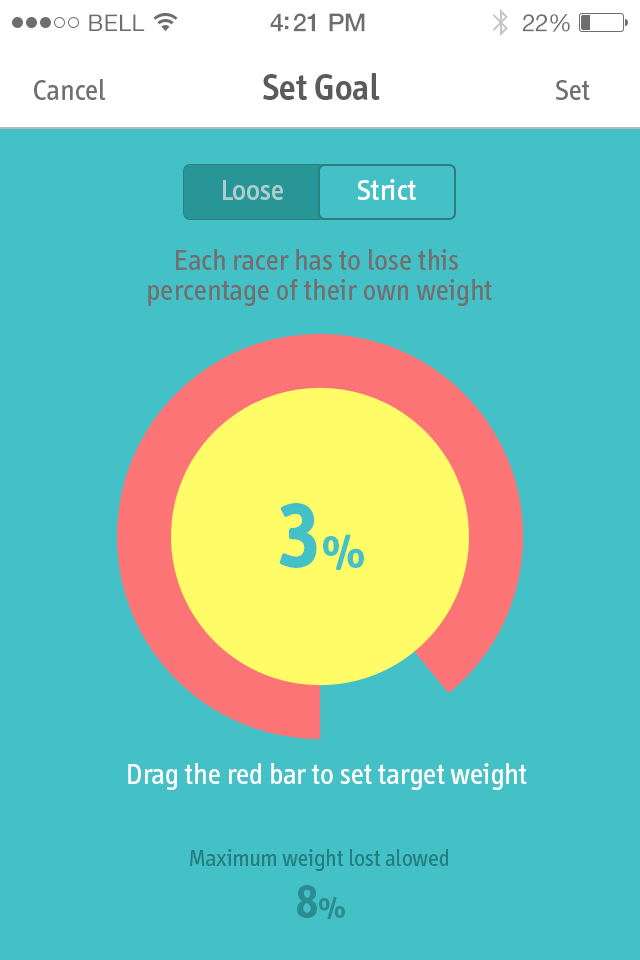 BELL 4:21 PM 22%
Cancel Set Goal Set
Loose Strict
Each racer has to lose this
percentage of their own weight
3%
Drag the red bar to set target weight
Maximum weight lost alowed
8%